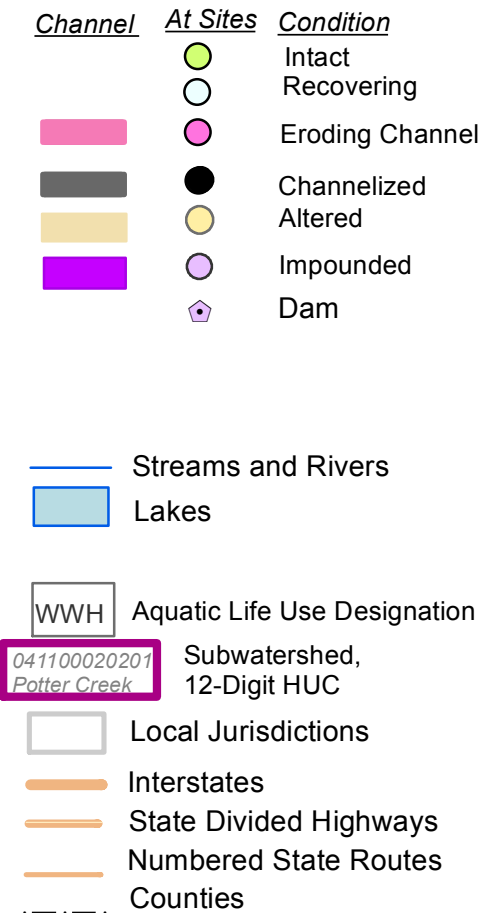 Channel At Sites Condition
Intact
Recovering
Eroding Channel
Channelized
Altered
Impounded
Dam
Streams and Rivers
Lakes
WWH Aquatic Life Use Designation
041100020201
Potter Creek
Subwatershed,
12-Digit HUC
Local Jurisdictions
Interstates
State Divided Highways
Numbered State Routes
Counties